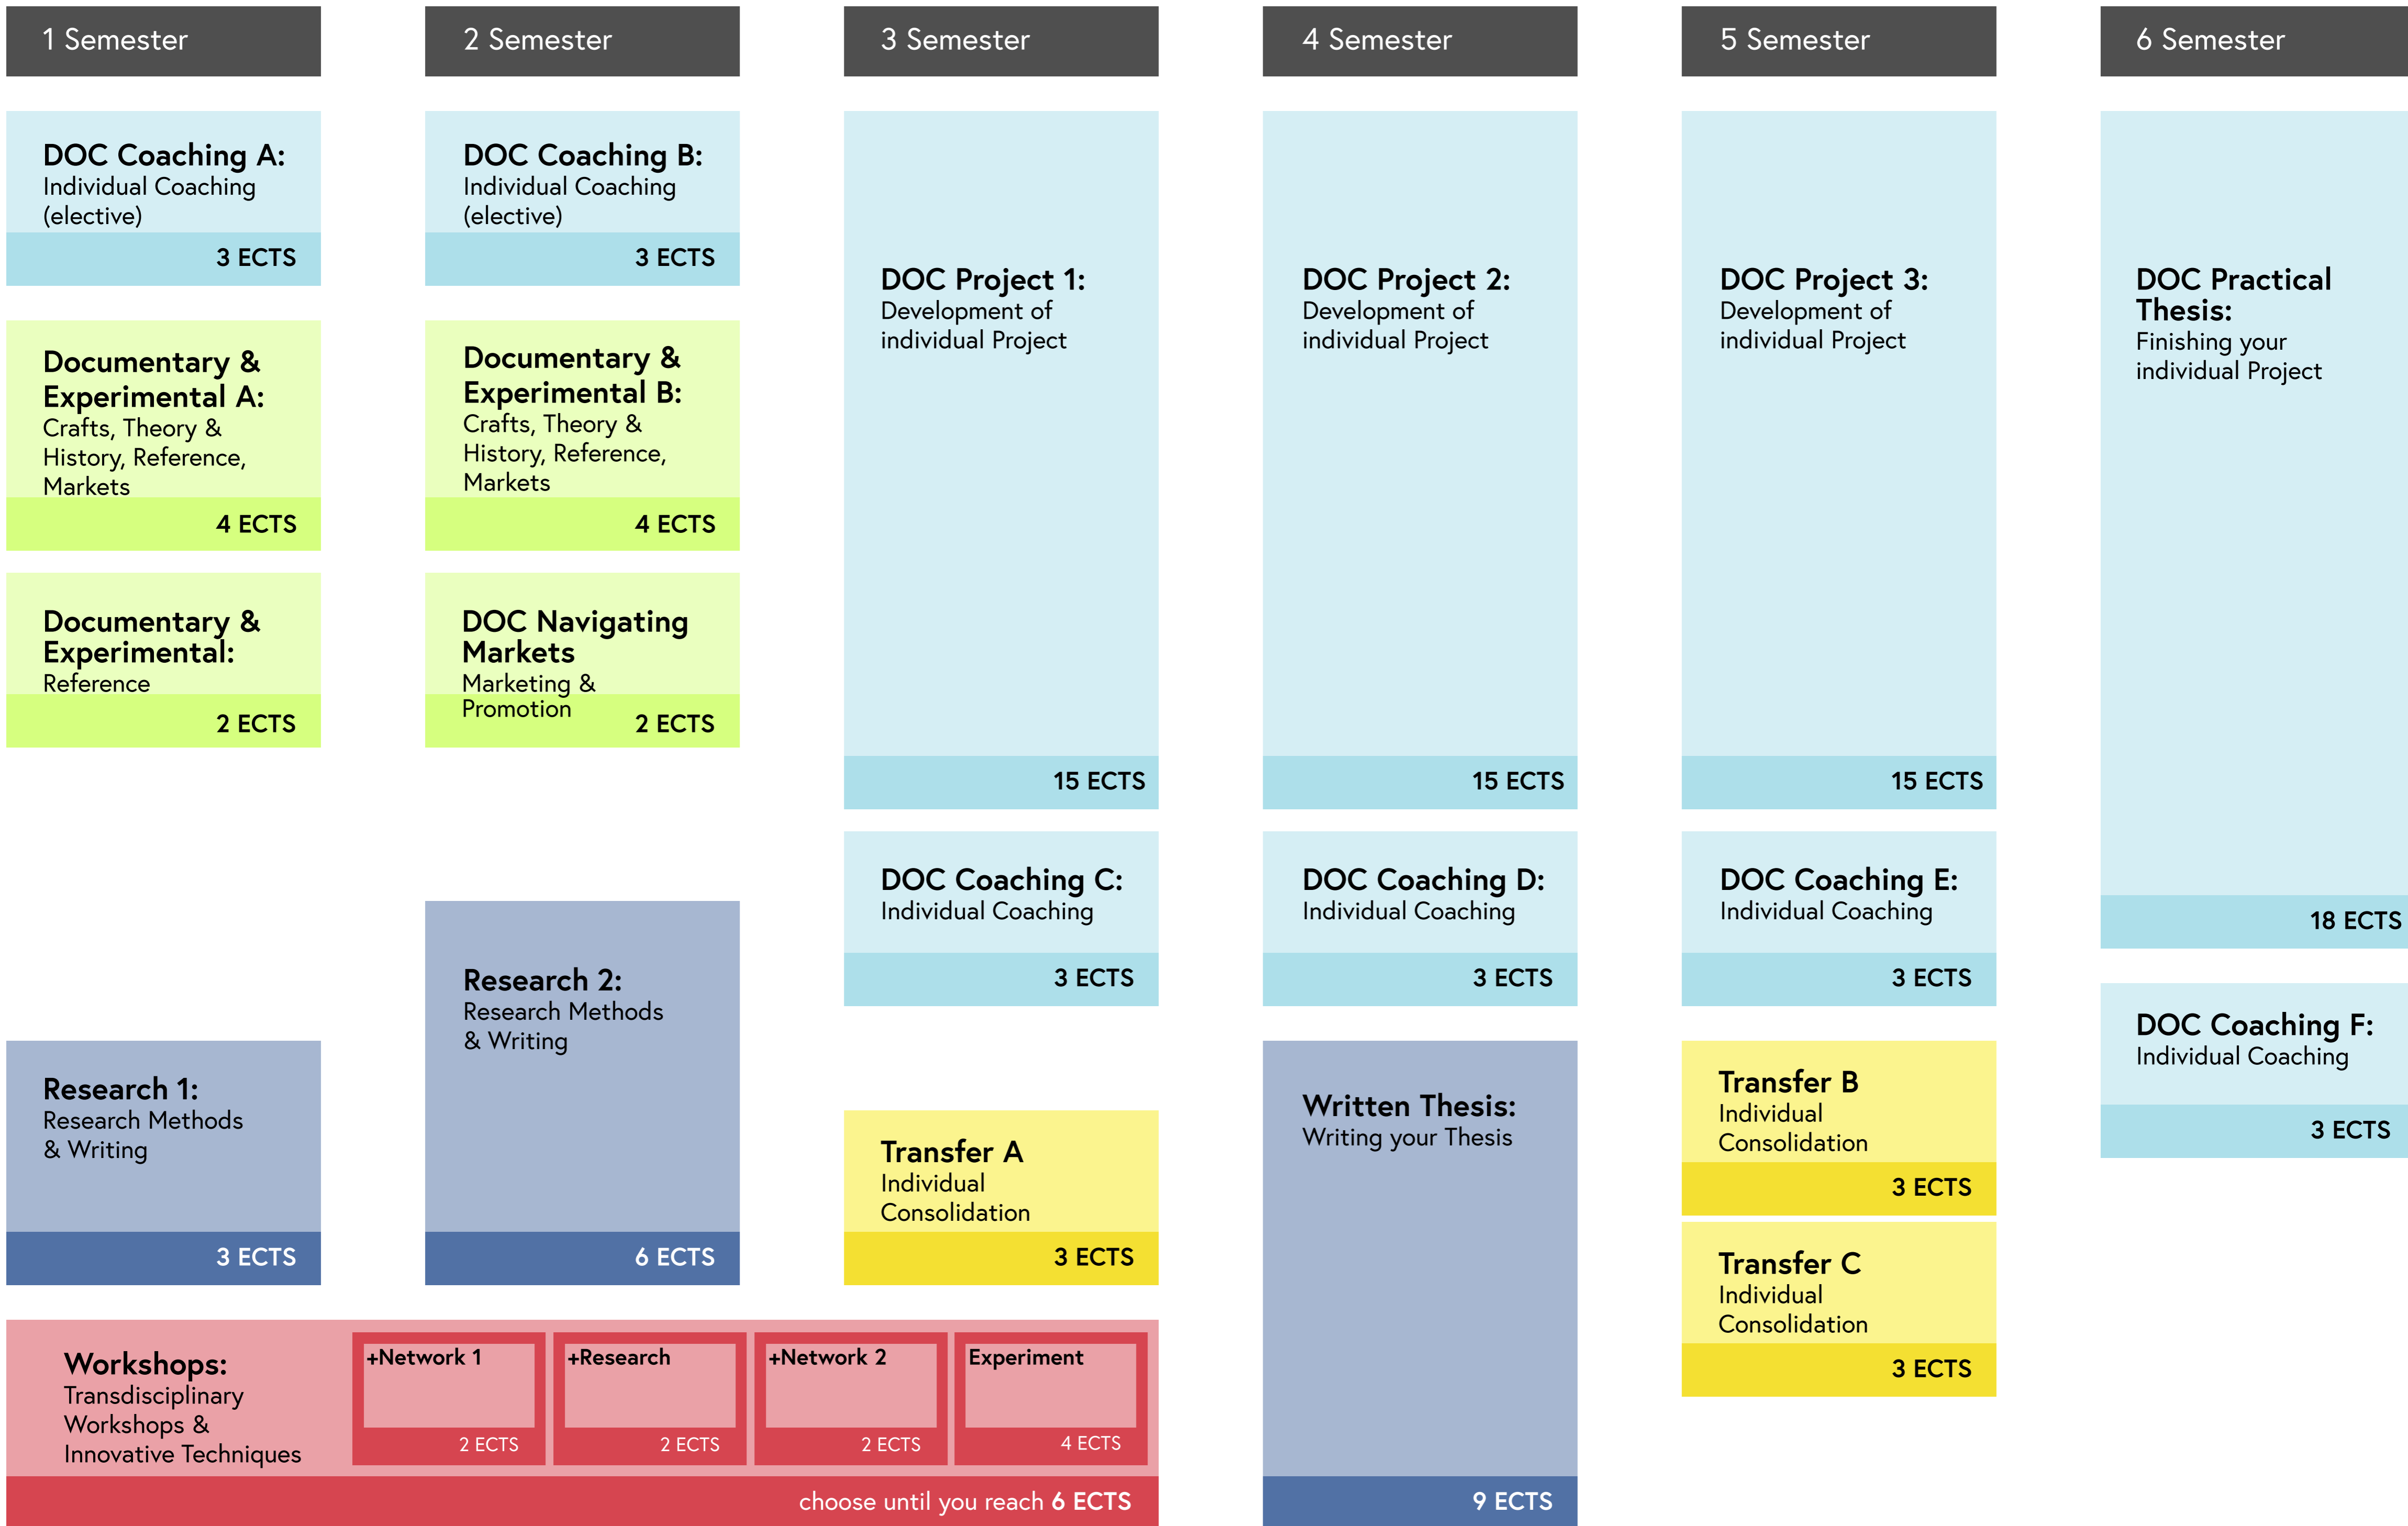 1 Semester
DOC Coaching A:
Individual Coaching
(elective)
3 ECTS
Documentary &
Experimental A:
Crafts, Theory &
History, Reference,
Markets
4 ECTS
Documentary &
Experimental:
Reference
2 ECTS
Research 1:
Research Methods
& Writing
3 ECTS
2 Semester
DOC Coaching B:
Individual Coaching
(elective)
3 ECTS
Documentary &
Experimental B:
Crafts, Theory &
History, Reference,
Markets
4 ECTS
DOC Navigating
Markets
Marketing &
Promotion
2 ECTS
Research 2:
Research Methods
& Writing
6 ECTS
3 Semester
DOC Project 1:
Development of
individual Project
15 ECTS
DOC Coaching C:
Individual Coaching
3 ECTS
Transfer A
Individual
Consolidation
3 ECTS
Workshops:
Transdisciplinary
Workshops &
Innovative Techniques
+Network 1
2 ECTS
+Research
2 ECTS
+Network 2
2 ECTS
Experiment
4 ECTS
choose until you reach 6 ECTS
4 Semester
DOC Project 2:
Development of
individual Project
15 ECTS
DOC Coaching D:
Individual Coaching
3 ECTS
Written Thesis:
Writing your Thesis
9 ECTS
5 Semester
DOC Project 3:
Development of
individual Project
15 ECTS
DOC Coaching E:
Individual Coaching
3 ECTS
Transfer B
Individual
Consolidation
3 ECTS
Transfer C
Individual
Consolidation
3 ECTS
6 Semester
DOC Practical
Thesis:
Finishing your
individual Project
18 ECTS
DOC Coaching F:
Individual Coaching
3 ECTS